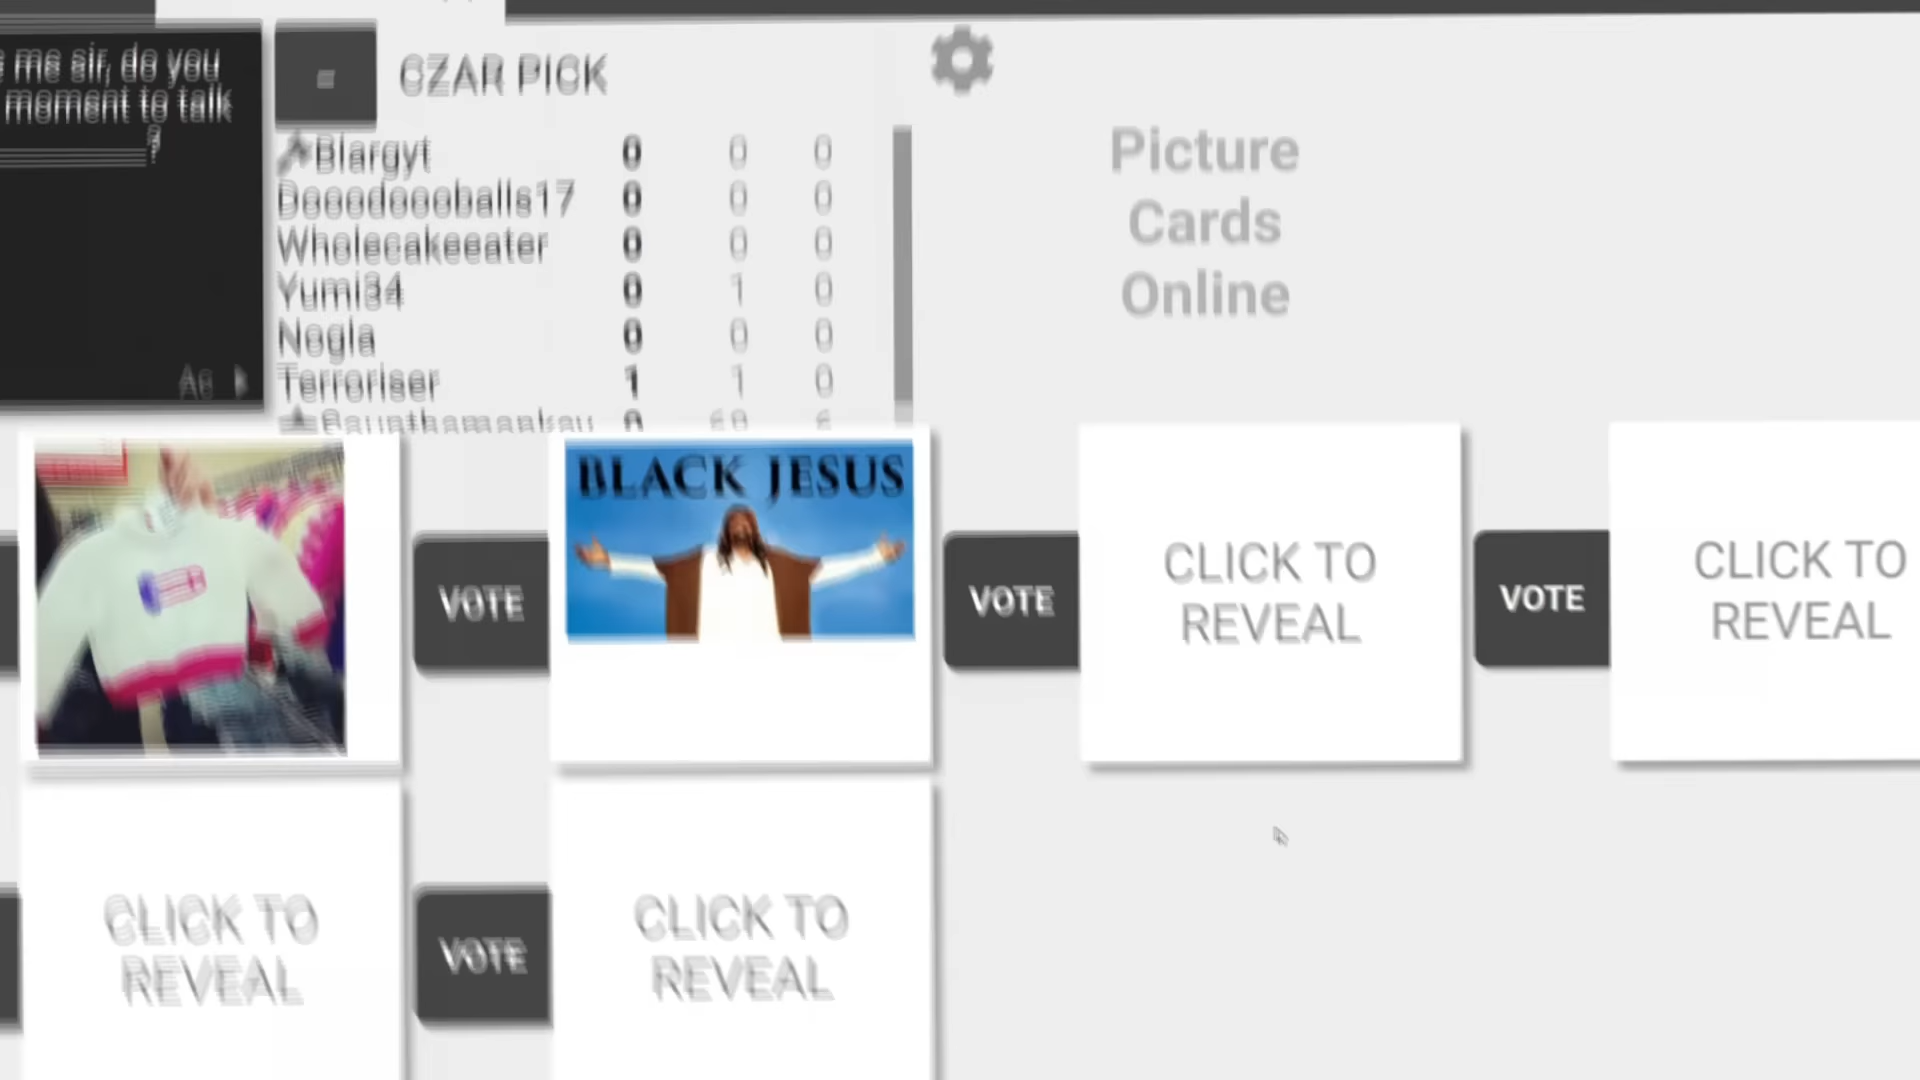 me sir, do you
moment to talk
?
CZAR PICK
Blargyt 0 0 0
Dooodoooballs17 0 0 0
Wholecakeeater 0 0 0
Yumi34 0 1 0
Nogla 0 0 0
Terroriser 1 1 0
Picture
Cards
Online
BLACK JESUS
VOTE
VOTE
CLICK TO
REVEAL
VOTE
CLICK TO
REVEAL
CLICK TO
REVEAL
VOTE
CLICK TO
REVEAL